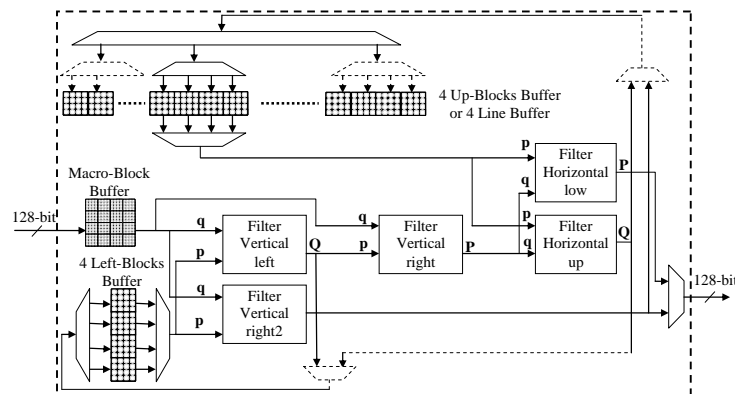 4 Up-Blocks Buffer
or 4 Line Buffer
Macro-Block
Buffer
128-bit
4 Left-Blocks
Buffer
q
p
Filter
Vertical
left
Q
q
p
Filter
Vertical
right2
q
p
Filter
Vertical
right
P
p
q
Filter
Horizontal
low
P
p
q
Filter
Horizontal
up
Q
128-bit